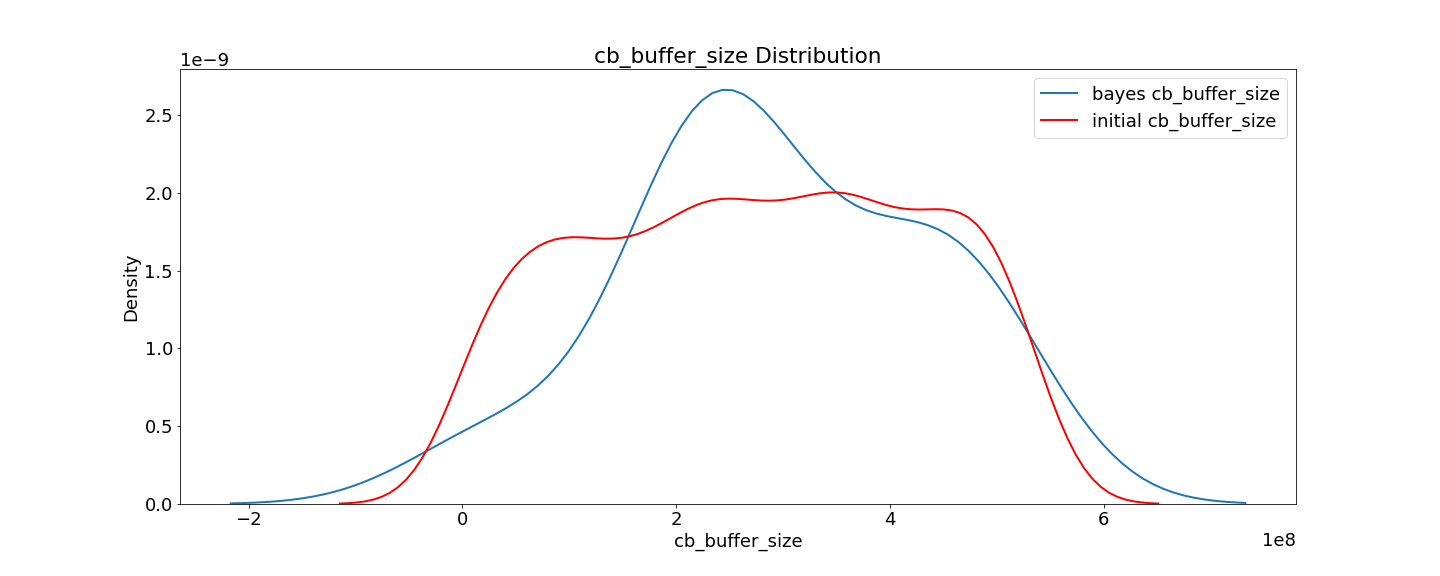 cb_buffer_size Distribution
1e−9
bayes cb_buffer_size
initial cb_buffer_size
2.5
2.0
1.5
1.0
0.5
0.0
Density
−2
0
2
4
6
cb_buffer_size
1e8